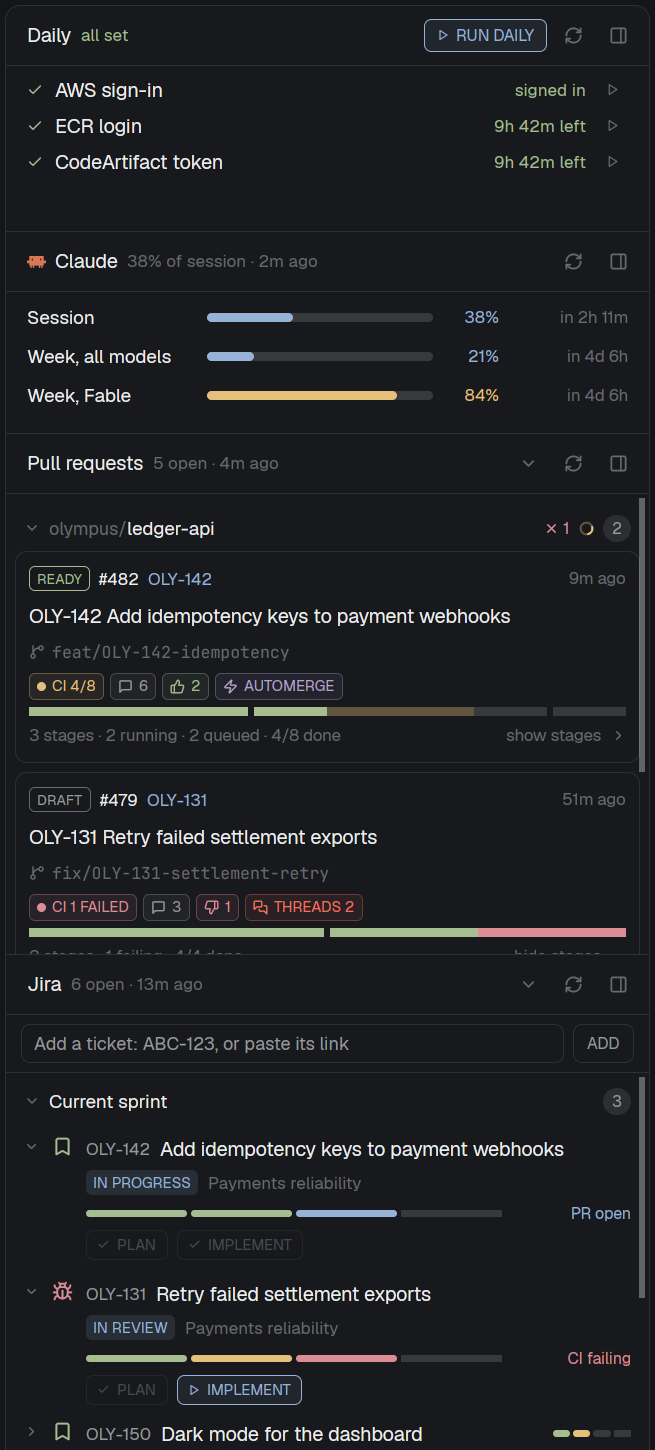 Daily all set RUN DAILY
AWS sign-in signed in
ECR login 9h 42m left
CodeArtifact token 9h 42m left
Claude 38% of session · 2m ago
Session 38% in 2h 11m
Week, all models 21% in 4d 6h
Week, Fable 84% in 4d 6h
Pull requests 5 open · 4m ago
olympus/ledger-api 1 2
READY #482 OLY-142 9m ago
OLY-142 Add idempotency keys to payment webhooks
feat/OLY-142-idempotency
CI 4/8 6 2 AUTOMERGE
3 stages · 2 running · 2 queued · 4/8 done show stages
DRAFT #479 OLY-131 51m ago
OLY-131 Retry failed settlement exports
fix/OLY-131-settlement-retry
CI 1 FAILED 3 1 THREADS 2
stages · 1 failing · 4/4 done hide stages
Jira 6 open · 13m ago
Add a ticket: ABC-123, or paste its link ADD
Current sprint 3
OLY-142 Add idempotency keys to payment webhooks
IN PROGRESS Payments reliability
PR open
PLAN IMPLEMENT
OLY-131 Retry failed settlement exports
IN REVIEW Payments reliability
CI failing
PLAN IMPLEMENT
OLY-150 Dark mode for the dashboard